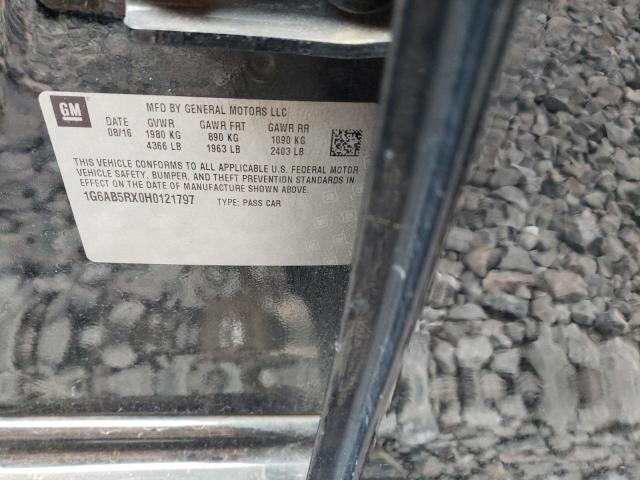 GM
MFD BY GENERAL MOTORS LLC
DATE GVWR GAWR FRT GAWR RR
08/16 1980 KG 890 KG 1090 KG
4366 LB 1963 LB 2403 LB
THIS VEHICLE CONFORMS TO ALL APPLICABLE U.S. FEDERAL MOTOR
VEHICLE SAFETY, BUMPER, AND THEFT PREVENTION STANDARDS IN
EFFECT ON THE DATE OF MANUFACTURE SHOWN ABOVE.
1G6AB5RX0H0121797 TYPE: PASS CAR